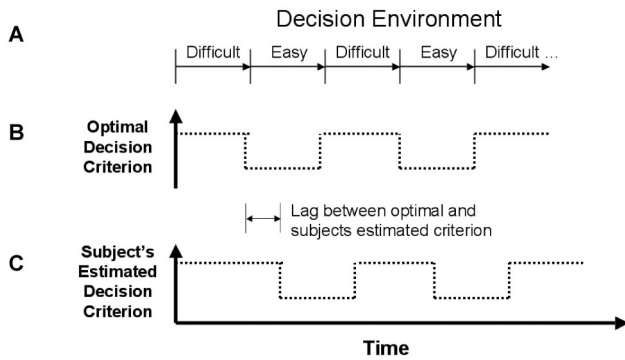 Decision Environment
A
Difficult Easy Difficult Easy Difficult ...
B
Optimal
Decision
Criterion
Lag between optimal and
subjects estimated criterion
C
Subject's
Estimated
Decision
Criterion
Time